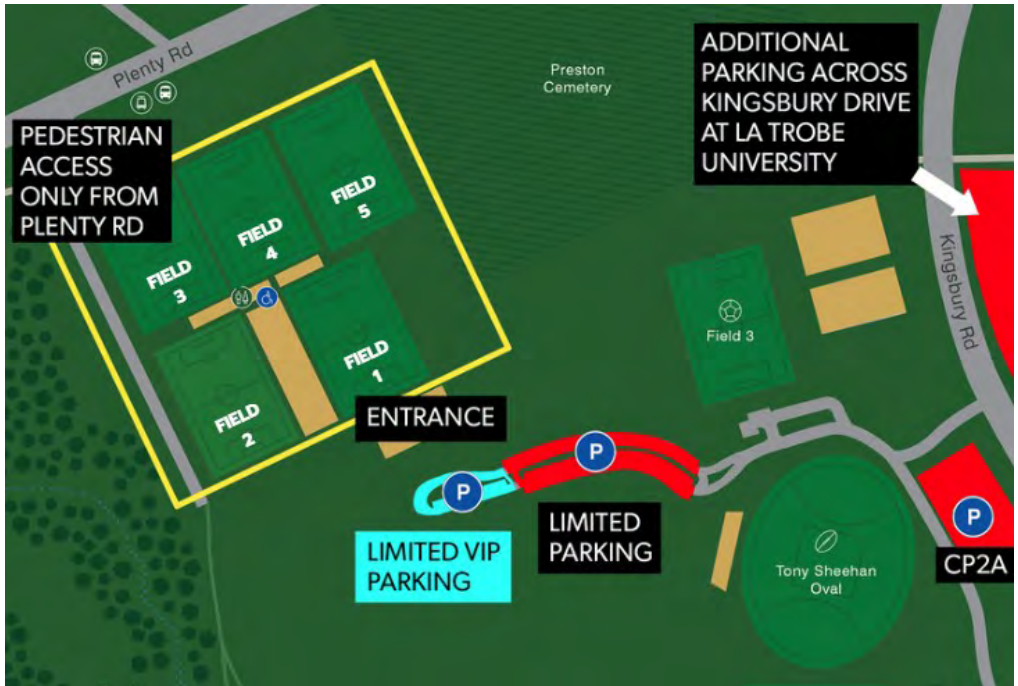 Plenty Rd
PEDESTRIAN
ACCESS
ONLY FROM
PLENTY RD
Preston
Cemetery
ADDITIONAL
PARKING ACROSS
KINGSBURY DRIVE
AT LA TROBE
UNIVERSITY
Kingsbury Rd
FIELD
5
FIELD
4
FIELD
3
FIELD
1
FIELD
2
Field 3
ENTRANCE
P
P
LIMITED VIP
PARKING
LIMITED
PARKING
Tony Sheehan
Oval
P
CP2A